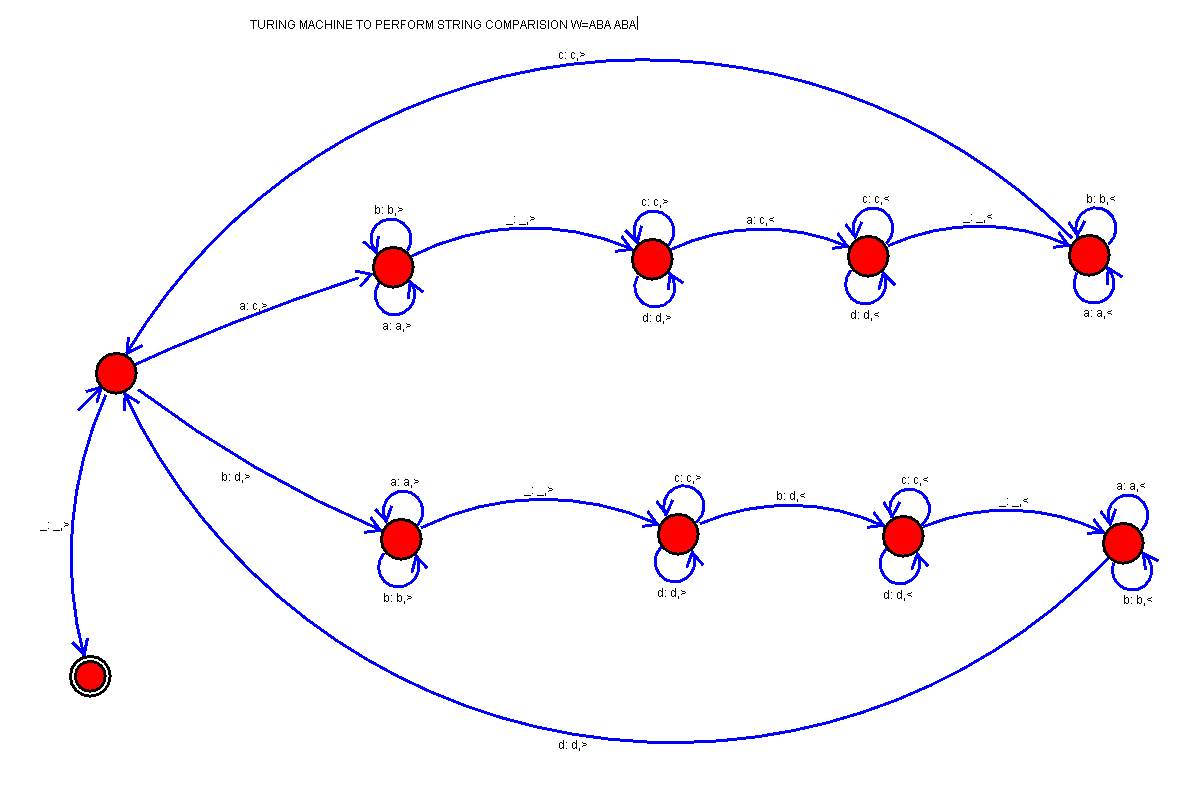 TURING MACHINE TO PERFORM STRING COMPARISION W=ABA ABA
c: c,>
b: b,>
_: _,>
c: c,>
a: c,<
c: c,<
_: _,<
b: b,<
a: c,>
a: a,>
d: d,>
d: d,<
a: a,<
b: d,>
a: a,>
_: _,>
c: c,>
b: d,<
c: c,<
_: _,<
a: a,<
_: _,>
b: b,>
d: d,>
d: d,<
b: b,<
d: d,>